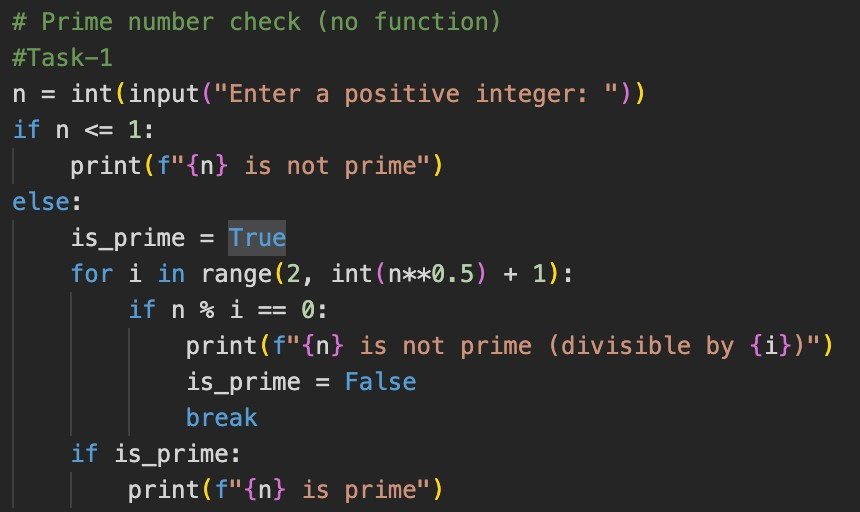 # Prime number check (no function)
#Task-1
n = int(input("Enter a positive integer: "))
if n <= 1:
    print(f"{n} is not prime")
else:
    is_prime = True
    for i in range(2, int(n**0.5) + 1):
        if n % i == 0:
            print(f"{n} is not prime (divisible by {i})")
            is_prime = False
            break
    if is_prime:
        print(f"{n} is prime")